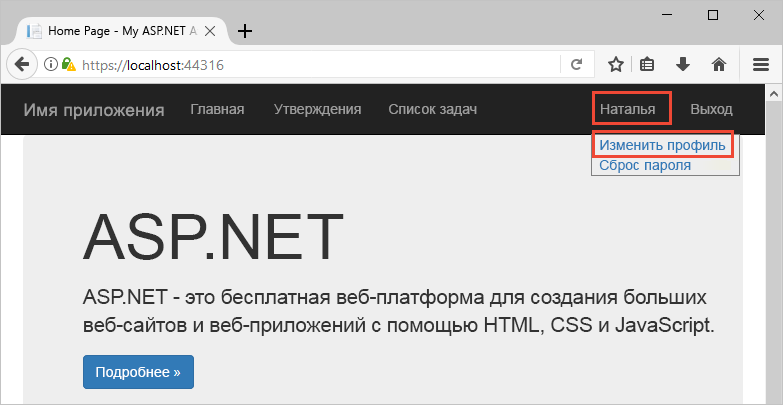 Home Page - My ASP.NET A
https://localhost:44316
Имя приложения Главная Утверждения Список задач Наталья Выход
Изменить профиль
Сброс пароля
ASP.NET
ASP.NET - это бесплатная веб-платформа для создания больших
веб-сайтов и веб-приложений с помощью HTML, CSS и JavaScript.
Подробнее »